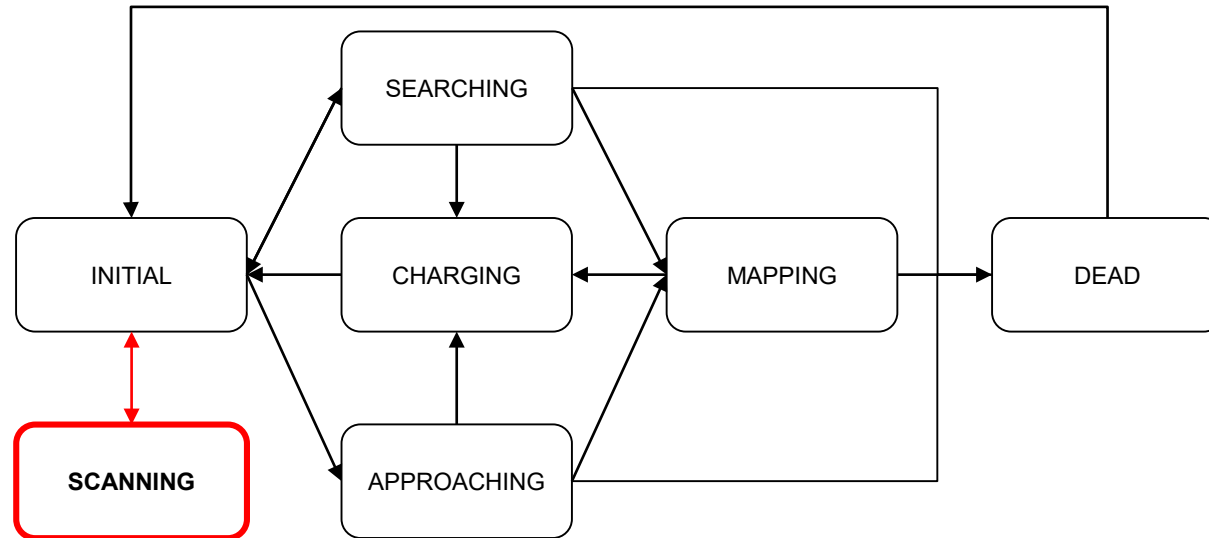 SEARCHING
INITIAL
CHARGING
MAPPING
DEAD
SCANNING
APPROACHING